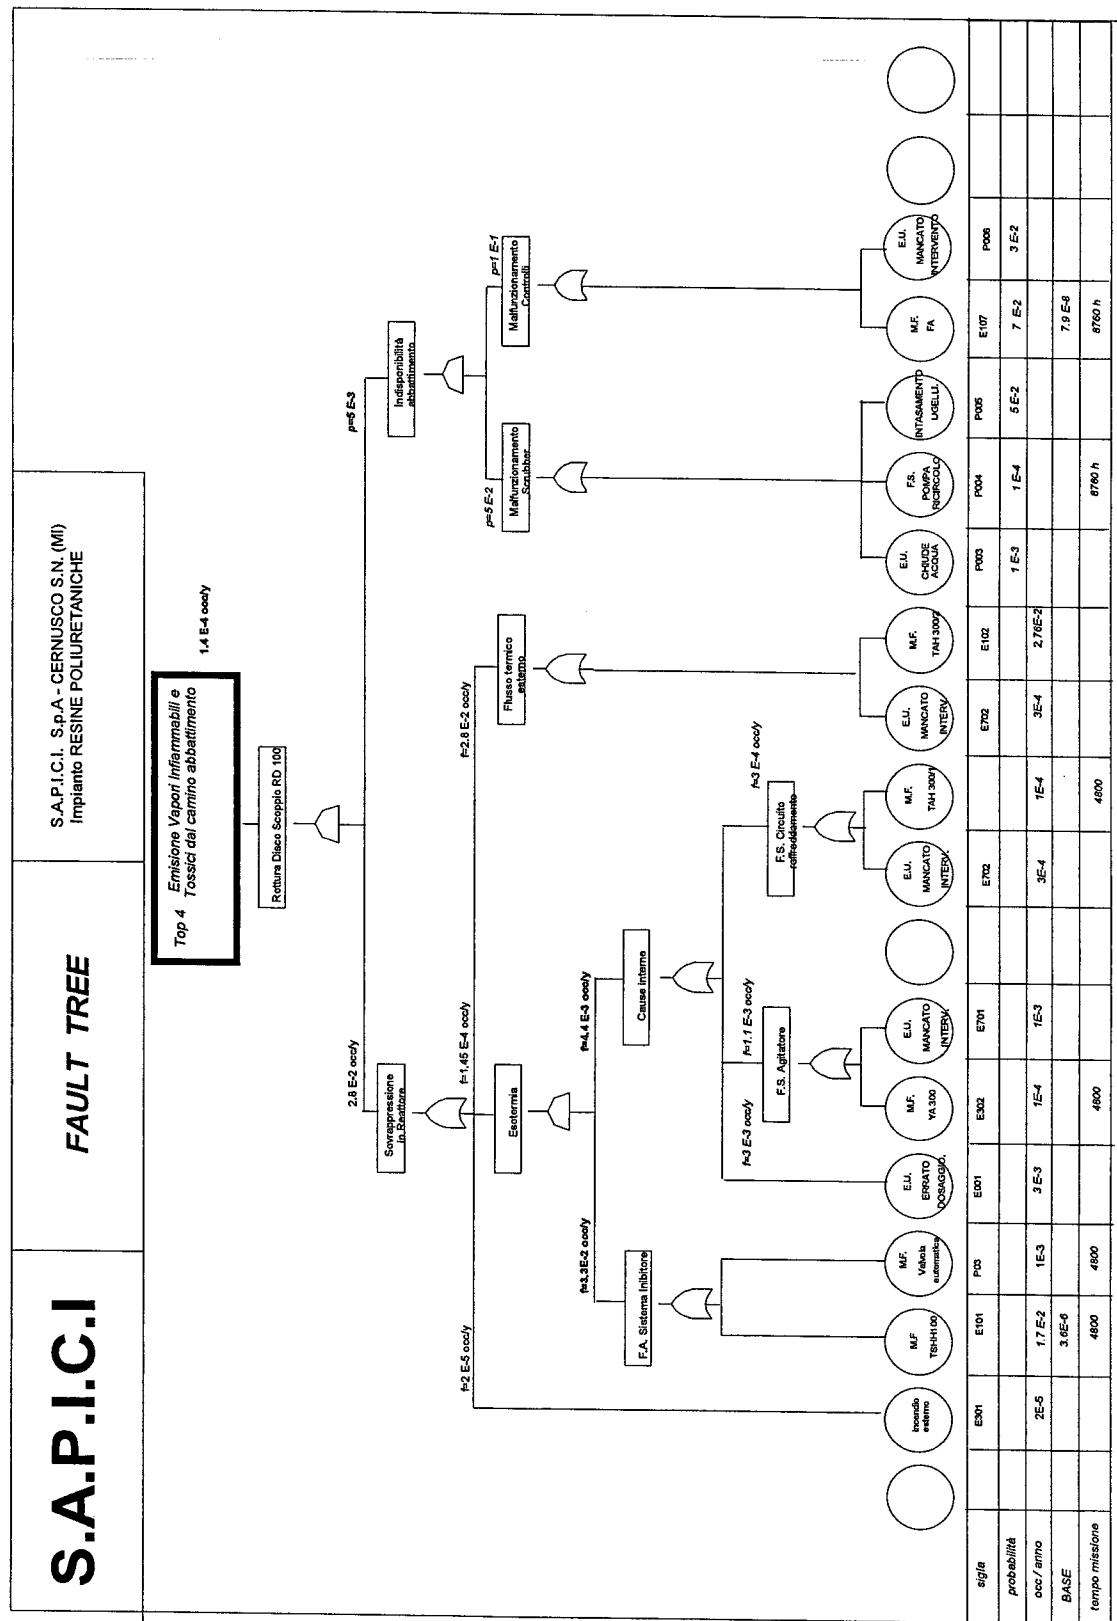 S.A.P.I.C.I
FAULT TREE
S.A.P.I.C.I. S.p.A - CERNUSCO S.N. (MI)
Impianto RESINE POLIURETANICHE
Top 4 Emisione Vapori Infiammabili e
Tossici dal camino abbattimento
1.4 E-4 occ/y
Rottura Disco Scoppio RD 100
2.8 E-2 occ/y
p=5 E-3
Sovrappressione
in Reattore
Indisponibilità
abbattimento
f=2 E-5 occ/y
f=1,45 E-4 occ/y
f=2.8 E-2 occ/y
p=5 E-2
p=1 E-1
Esotermia
Flusso termico
esterno
Malfunzionamento
Scrubber
Malfunzionamento
Controlli
f=3,3E-2 occ/y
f=4,4 E-3 occ/y
F.A. Sistema Inibitore
Cause interne
f=3 E-3 occ/y
f=1,1 E-3 occ/y
f=3 E-4 occ/y
F.S. Agitatore
F.S. Circuito
raffreddamento
Incendio
esterno
M.F
TSHH100
M.F.
Valvola
automatica
E.U.
ERRATO
DOSAGGIO.
M.F.
YA 300
E.U.
MANCATO
INTERV.
E.U.
MANCATO
INTERV.
M.F.
TAH 300/1
E.U.
MANCATO
INTERV.
M.F.
TAH 300/2
E.U.
CHIUDE
ACQUA
F.S.
POMPA
RICIRCOLO
INTASAMENTO
UGELLI.
M.F.
FA
E.U.
MANCATO
INTERVENTO
sigla E301 E101 P03 E001 E302 E701 E702 E702 E102 P003 P004 P005 E107 P006
probabilità 1 E-3 1 E-4 5 E-2 7 E-2 3 E-2
occ / anno 2E-5 1.7 E-2 1E-3 3 E-3 1E-4 1E-3 3E-4 1E-4 3E-4 2,76E-2
BASE 3.6E-6 7.9 E-8
tempo missione 4800 4800 4800 4800 8760 h 8760 h